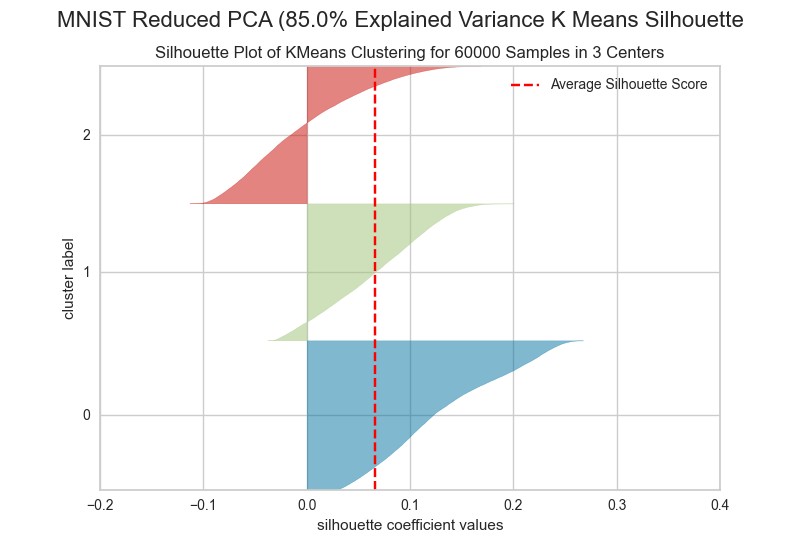 MNIST Reduced PCA (85.0% Explained Variance K Means Silhouette
Silhouette Plot of KMeans Clustering for 60000 Samples in 3 Centers
Average Silhouette Score
2
1
0
cluster label
−0.2 −0.1 0.0 0.1 0.2 0.3 0.4
silhouette coefficient values